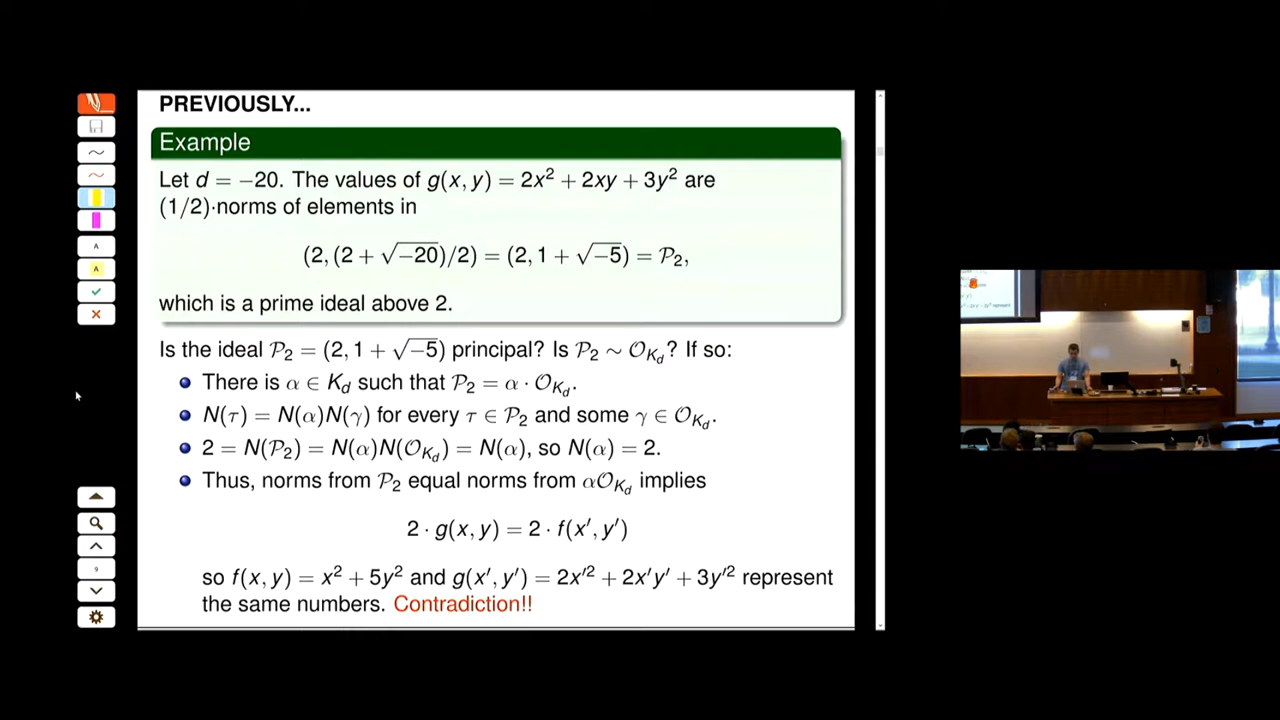 PREVIOUSLY...
Example
Let d = −20. The values of g(x, y) = 2x² + 2xy + 3y² are
(1/2)·norms of elements in
(2, (2 + √−20)/2) = (2, 1 + √−5) = 𝒫₂,
which is a prime ideal above 2.
Is the ideal 𝒫₂ = (2, 1 + √−5) principal? Is 𝒫₂ ∼ 𝒪_{K_d}? If so:
There is α ∈ K_d such that 𝒫₂ = α · 𝒪_{K_d}.
N(τ) = N(α)N(γ) for every τ ∈ 𝒫₂ and some γ ∈ 𝒪_{K_d}.
2 = N(𝒫₂) = N(α)N(𝒪_{K_d}) = N(α), so N(α) = 2.
Thus, norms from 𝒫₂ equal norms from α𝒪_{K_d} implies
2 · g(x, y) = 2 · f(x′, y′)
so f(x, y) = x² + 5y² and g(x′, y′) = 2x′² + 2x′y′ + 3y′² represent
the same numbers. Contradiction!!
A
A
9